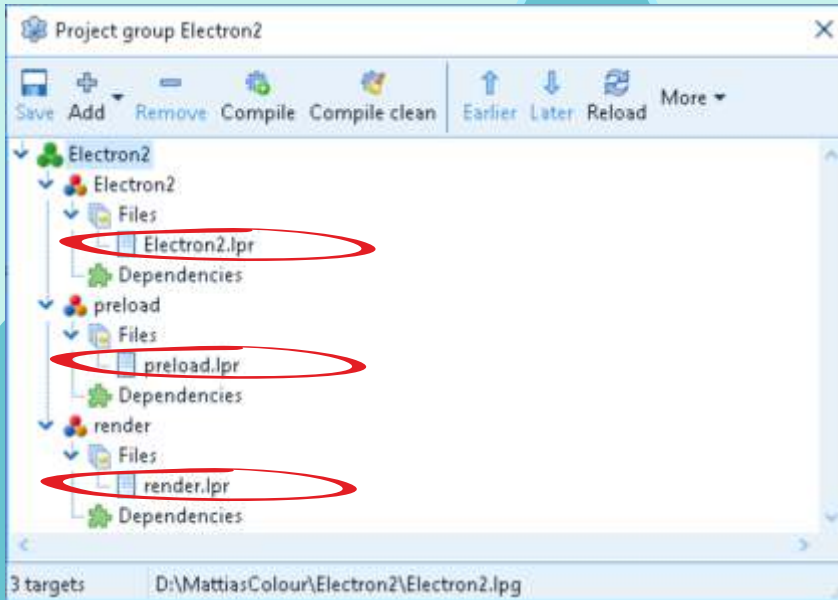 Project group Electron2
Save Add Remove Compile Compile clean Earlier Later Reload More
Electron2
Electron2
Files
Electron2.lpr
Dependencies
preload
Files
preload.lpr
Dependencies
render
Files
render.lpr
Dependencies
3 targets D:\MattiasColour\Electron2\Electron2.lpg